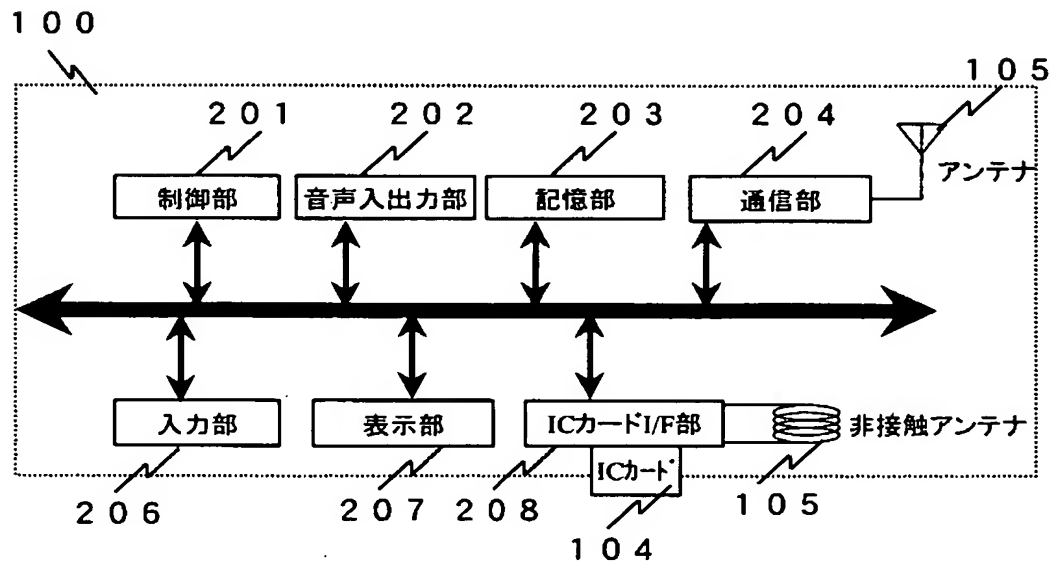 １００
１０５
２０１
２０２
２０３
２０４
アンテナ
制御部
音声入出力部
記憶部
通信部
入力部
表示部
ICカードI/F部
非接触アンテナ
ICカード
２０６
２０７
２０８
１０４
１０５